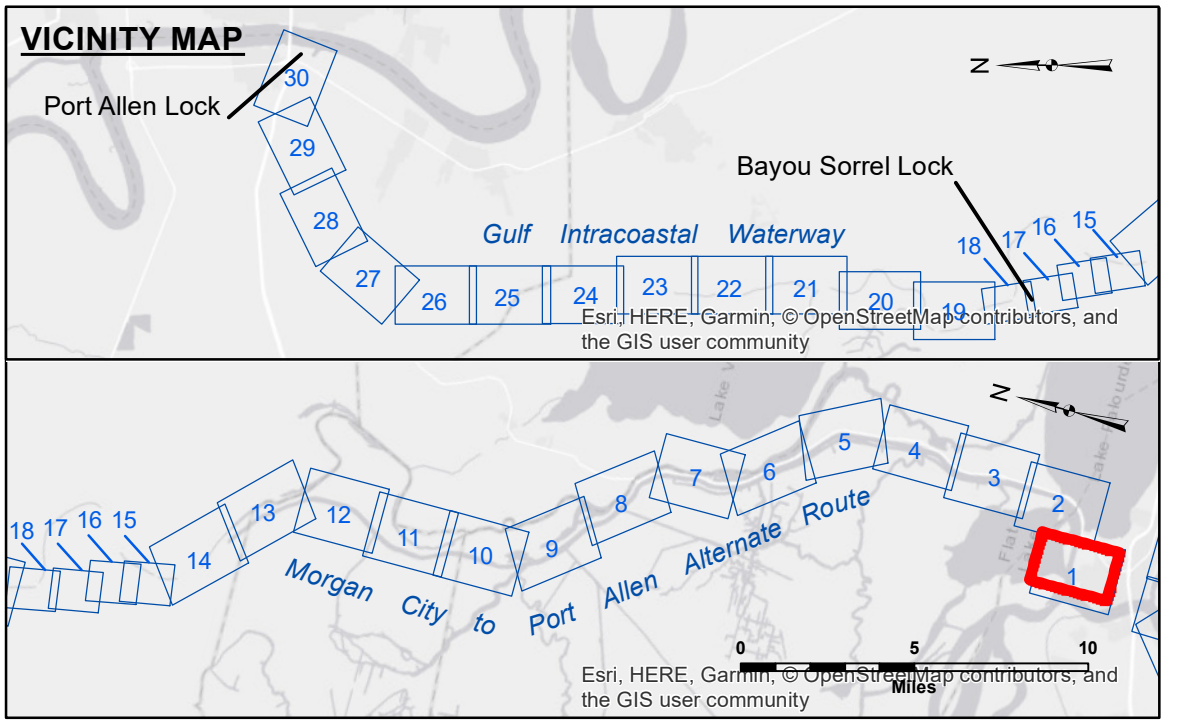 VICINITY MAP
N
Port Allen Lock
30
29
Bayou Sorrel Lock
28
Gulf Intracoastal Waterway
18
17
16
15
27
26
25
24
23
22
21
20
19
Esri, HERE, Garmin, © OpenStreetMap contributors, and
the GIS user community
N
Lake
Lake
5
4
3
2
7
6
8
1
Flat
Lake
18
17
16
15
14
13
12
11
10
9
Morgan City to Port Allen Alternate Route
0
5
10
Miles
Esri, HERE, Garmin, © OpenStreetMap contributors, and
the GIS user community